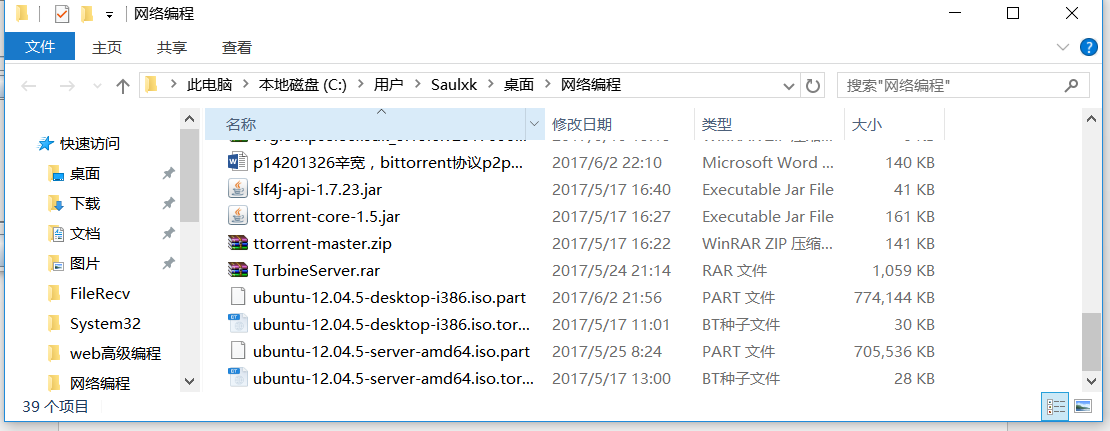 网络编程
文件 主页 共享 查看
此电脑 本地磁盘 (C:) 用户 Saulxk 桌面 网络编程 搜索"网络编程"
快速访问
桌面
下载
文档
图片
FileRecv
System32
web高级编程
网络编程
名称 修改日期 类型 大小
p14201326辛宽，bittorrent协议p2p... 2017/6/2 22:10 Microsoft Word ... 140 KB
slf4j-api-1.7.23.jar 2017/5/17 16:40 Executable Jar File 41 KB
ttorrent-core-1.5.jar 2017/5/17 16:27 Executable Jar File 161 KB
ttorrent-master.zip 2017/5/17 16:22 WinRAR ZIP 压缩... 141 KB
TurbineServer.rar 2017/5/24 21:14 RAR 文件 1,059 KB
ubuntu-12.04.5-desktop-i386.iso.part 2017/6/2 21:56 PART 文件 774,144 KB
ubuntu-12.04.5-desktop-i386.iso.tor... 2017/5/17 11:01 BT种子文件 30 KB
ubuntu-12.04.5-server-amd64.iso.part 2017/5/25 8:24 PART 文件 705,536 KB
ubuntu-12.04.5-server-amd64.iso.tor... 2017/5/17 13:00 BT种子文件 28 KB
39 个项目